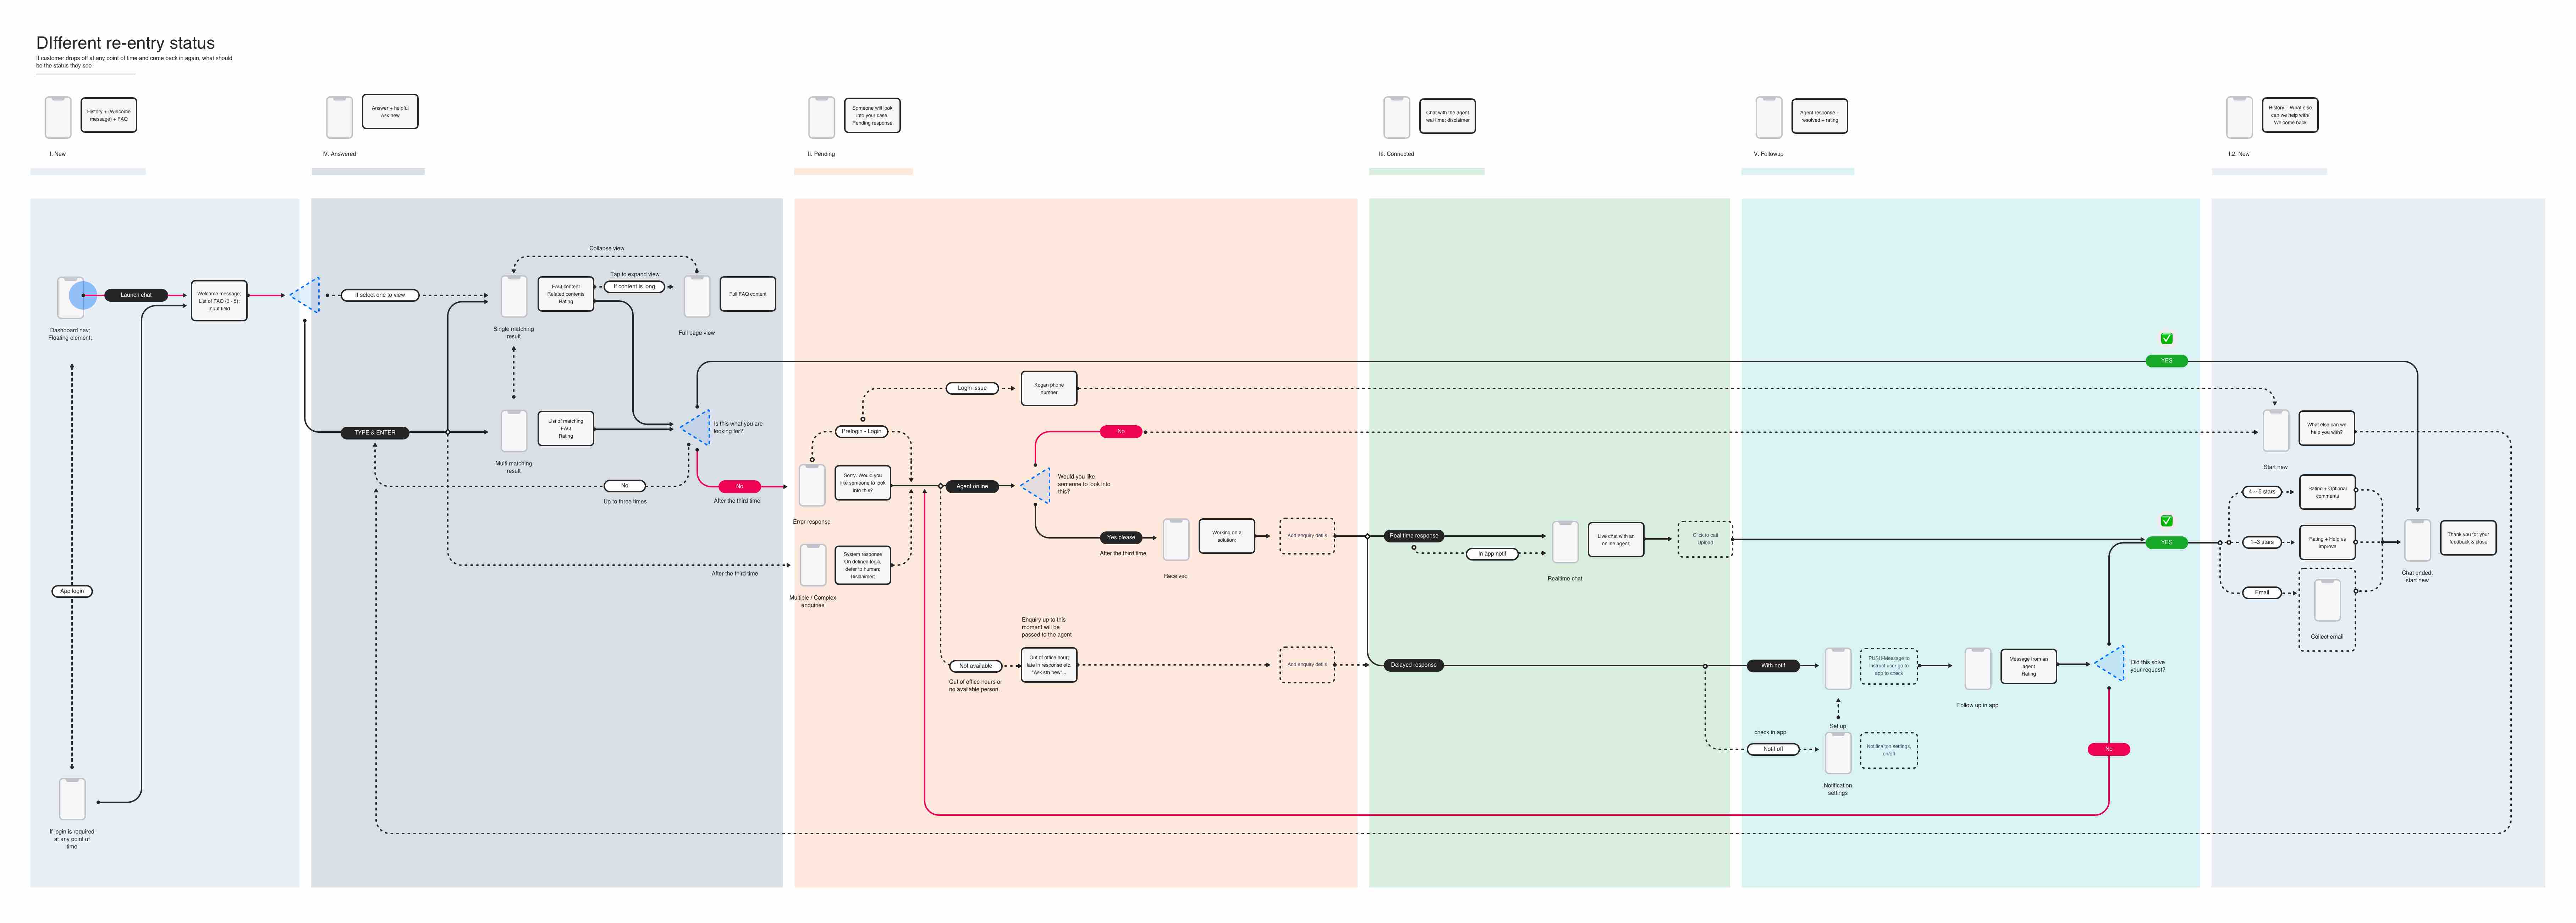 DIfferent re-entry status
If customer drops off at any point of time and come back in again, what should
be the status they see
History + (Welcome
message) + FAQ
I. New
Answer + helpful
Ask new
IV. Answered
Someone will look
into your case.
Pending response
II. Pending
Chat with the agent
real time; disclaimer
III. Connected
Agent response +
resolved + rating
V. Followup
History + What else
can we help with/
Welcome back
I.2. New
Dashboard nav;
Floating element;
Launch chat
Welcome message;
List of FAQ (3 - 5);
Input field
App login
If login is required
at any point of
time
If select one to view
TYPE & ENTER
Collapse view
Single matching
result
FAQ content
Related contents
Rating
Tap to expand view
If content is long
Full page view
Full FAQ content
Multi matching
result
List of matching
FAQ
Rating
Is this what you are
looking for?
No
Up to three times
No
After the third time
After the third time
Login issue
Kogan phone
number
Prelogin - Login
Error response
Sorry. Would you
like someone to look
into this?
Multiple / Complex
enquiries
System response
On defined logic,
defer to human;
Disclaimer;
Agent online
No
Would you like
someone to look into
this?
Yes please
After the third time
Received
Working on a
solution;
Add enquiry details
Enquiry up to this
moment will be
passed to the agent
Not available
Out of office hours or
no available person.
Out of office hour;
late in response etc.
"Ask sth new"...
Add enquiry details
Real time response
In app notif
Realtime chat
Live chat with an
online agent;
Click to call
Upload
Delayed response
With notif
PUSH-Message to
instruct user go to
app to check
Set up
check in app
Notif off
Notification settings,
on/off
Notification
settings
Follow up in app
Message from an
agent
Rating
Did this solve
your request?
No
YES
YES
Start new
What else can we
help you with?
4 ~ 5 stars
Rating + Optional
comments
1~3 stars
Rating + Help us
improve
Email
Collect email
Chat ended;
start new
Thank you for your
feedback & close